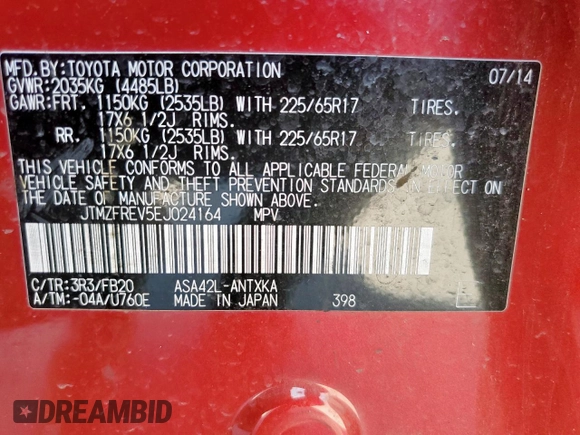 MFD.BY:TOYOTA MOTOR CORPORATION 07/14
GVWR:2035KG (4485LB)
GAWR:FRT. 1150KG (2535LB) WITH 225/65R17 TIRES.
17X6 1/2J RIMS.
RR. 1150KG (2535LB) WITH 225/65R17 TIRES.
17X6 1/2J RIMS.
THIS VEHICLE CONFORMS TO ALL APPLICABLE FEDERAL MOTOR
VEHICLE SAFETY AND THEFT PREVENTION STANDARDS IN EFFECT ON
THE DATE OF MANUFACTURE SHOWN ABOVE.
JTMZFREV5EJ024164 MPV
C/TR:3R3/FB20 ASA42L-ANTXKA
A/TM:-04A/U760E MADE IN JAPAN 398
DREAMBID